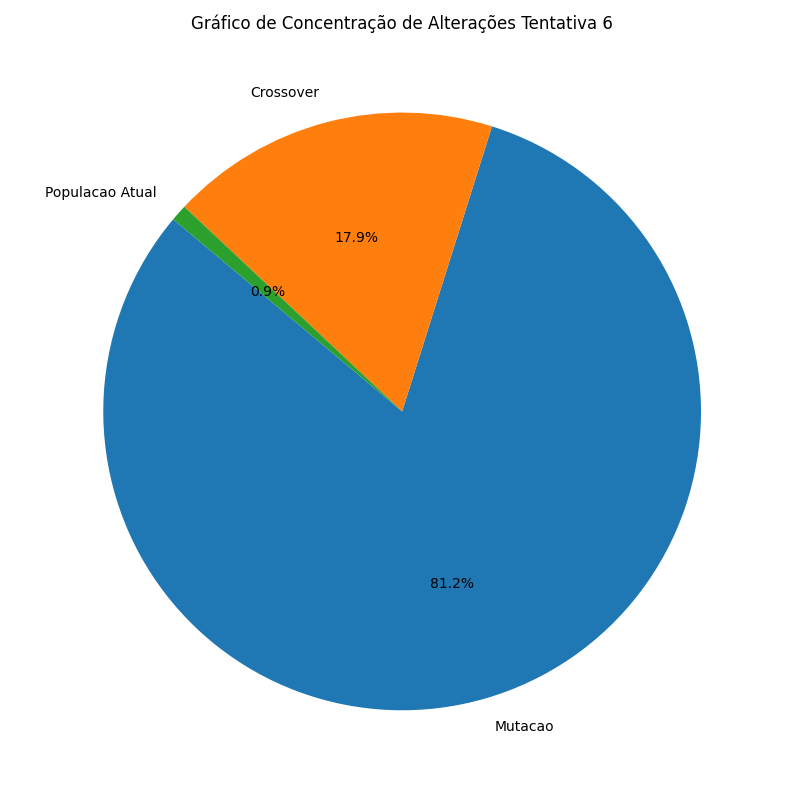 Gráfico de Concentração de Alterações Tentativa 6
Crossover
Populacao Atual
17.9%
0.9%
81.2%
Mutacao